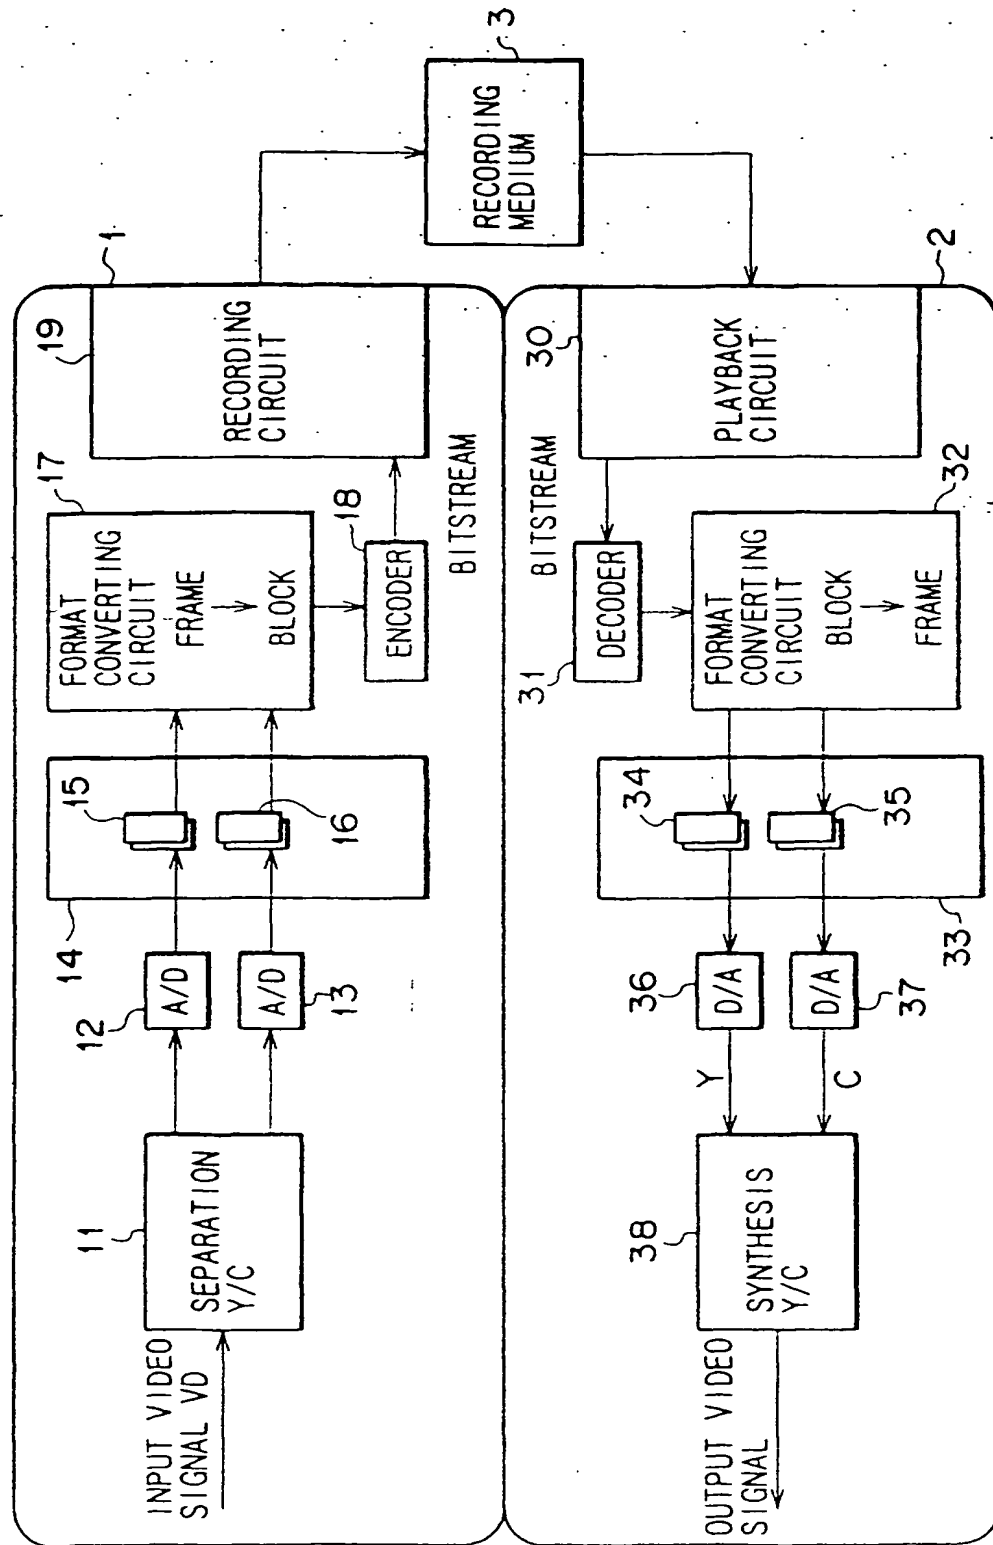 INPUT VIDEO
SIGNAL VD
11
SEPARATION
Y/C
12
A/D
A/D
13
14
15
16
17
FORMAT
CONVERTING
CIRCUIT
FRAME
BLOCK
18
ENCODER
BITSTREAM
19
RECORDING
CIRCUIT
1
RECORDING
MEDIUM
3
2
30
PLAYBACK
CIRCUIT
BITSTREAM
31
DECODER
32
FORMAT
CONVERTING
CIRCUIT
BLOCK
FRAME
33
34
35
36
D/A
D/A
37
Y
C
38
SYNTHESIS
Y/C
OUTPUT VIDEO
SIGNAL